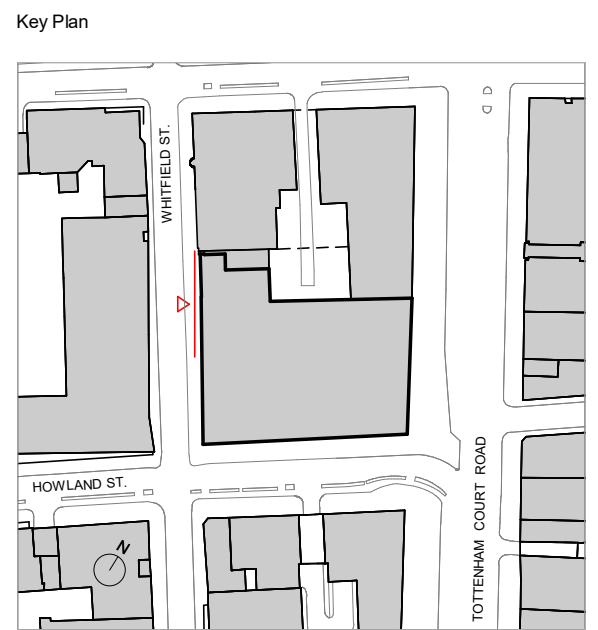 Key Plan
WHITFIELD ST.
HOWLAND ST.
TOTTENHAM COURT ROAD
N